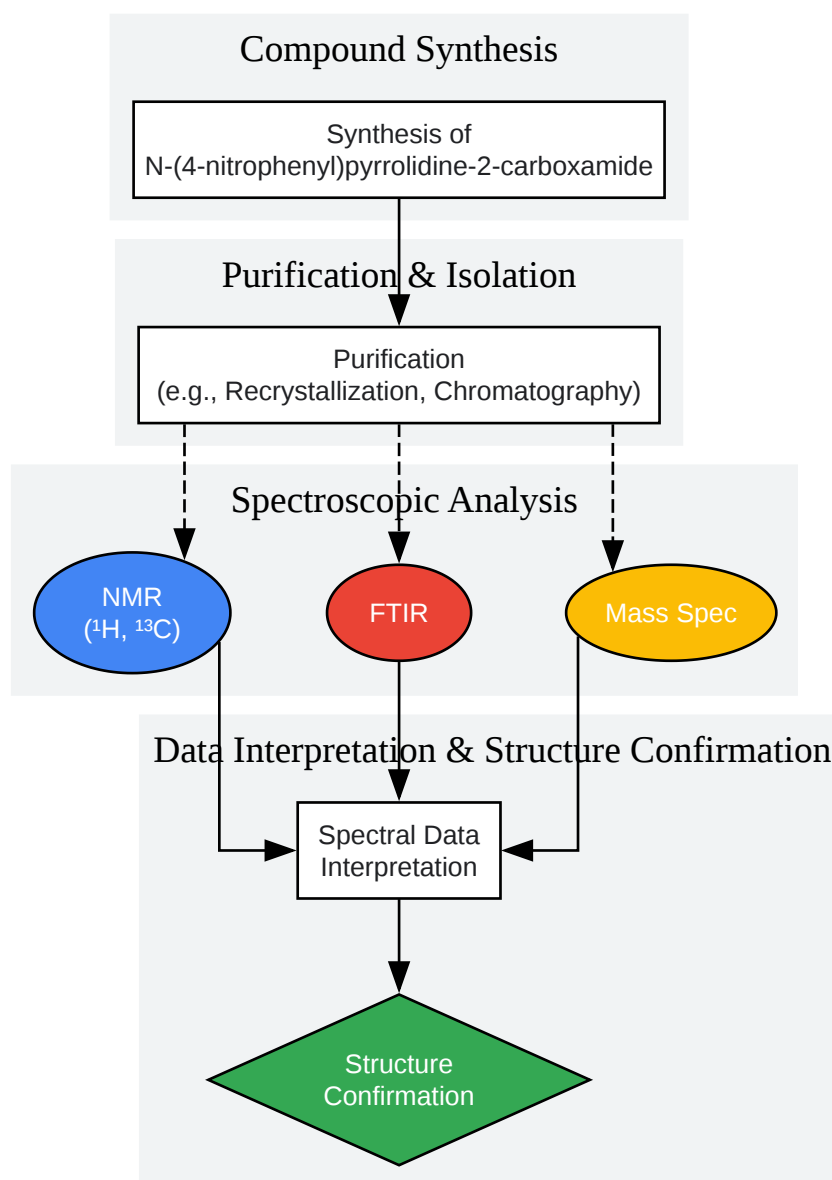 Compound Synthesis
Synthesis of
N-(4-nitrophenyl)pyrrolidine-2-carboxamide
Purification & Isolation
Purification
(e.g., Recrystallization, Chromatography)
Spectroscopic Analysis
NMR
(¹H, ¹³C)
FTIR
Mass Spec
Data Interpretation & Structure Confirmation
Spectral Data
Interpretation
Structure
Confirmation